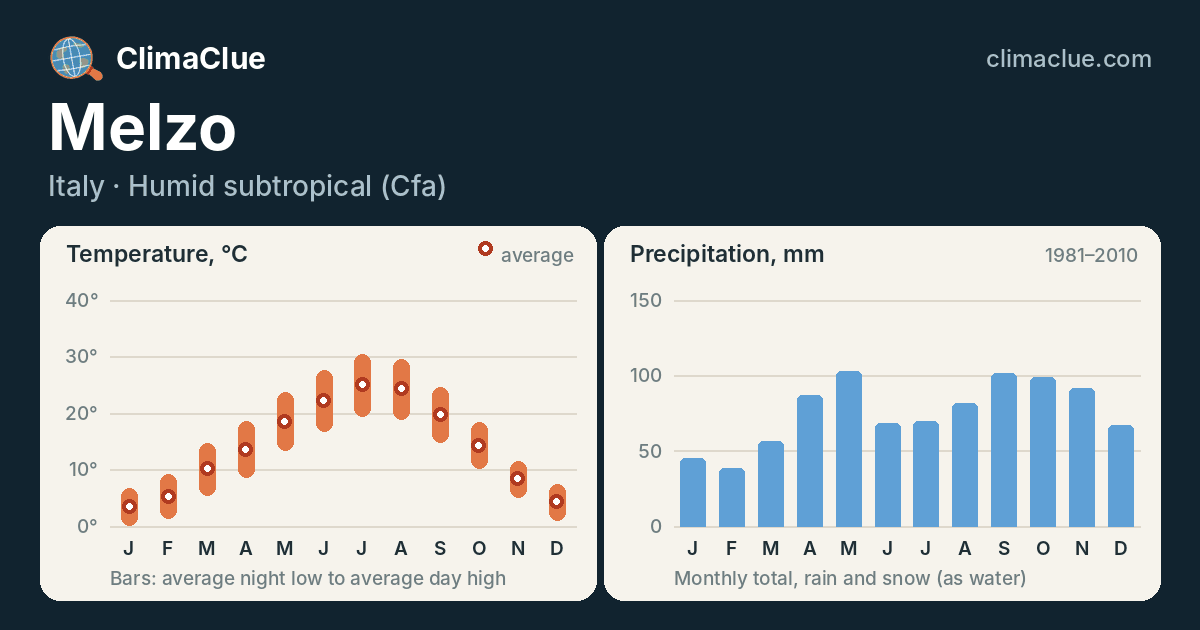 ClimaClue
climaclue.com
Melzo
Italy · Humid subtropical (Cfa)
Temperature, °C
average
40°
30°
20°
10°
0°
J F M A M J J A S O N D
Bars: average night low to average day high
Precipitation, mm
1981–2010
150
100
50
0
J F M A M J J A S O N D
Monthly total, rain and snow (as water)